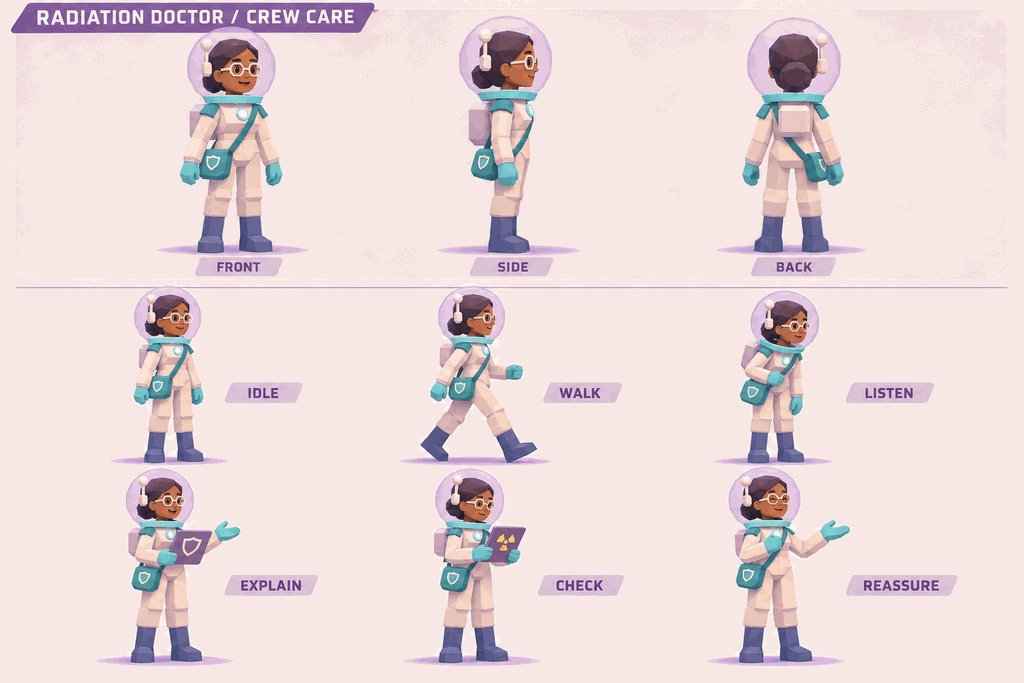 RADIATION DOCTOR / CREW CARE
FRONT
SIDE
BACK
IDLE
WALK
LISTEN
EXPLAIN
CHECK
REASSURE